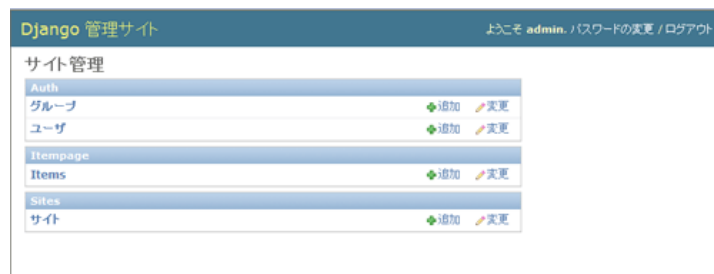 Django 管理サイト ようこそ admin. パスワードの変更 / ログアウト
サイト管理
Auth
グループ 追加 変更
ユーザ 追加 変更
Itempage
Items 追加 変更
Sites
サイト 追加 変更